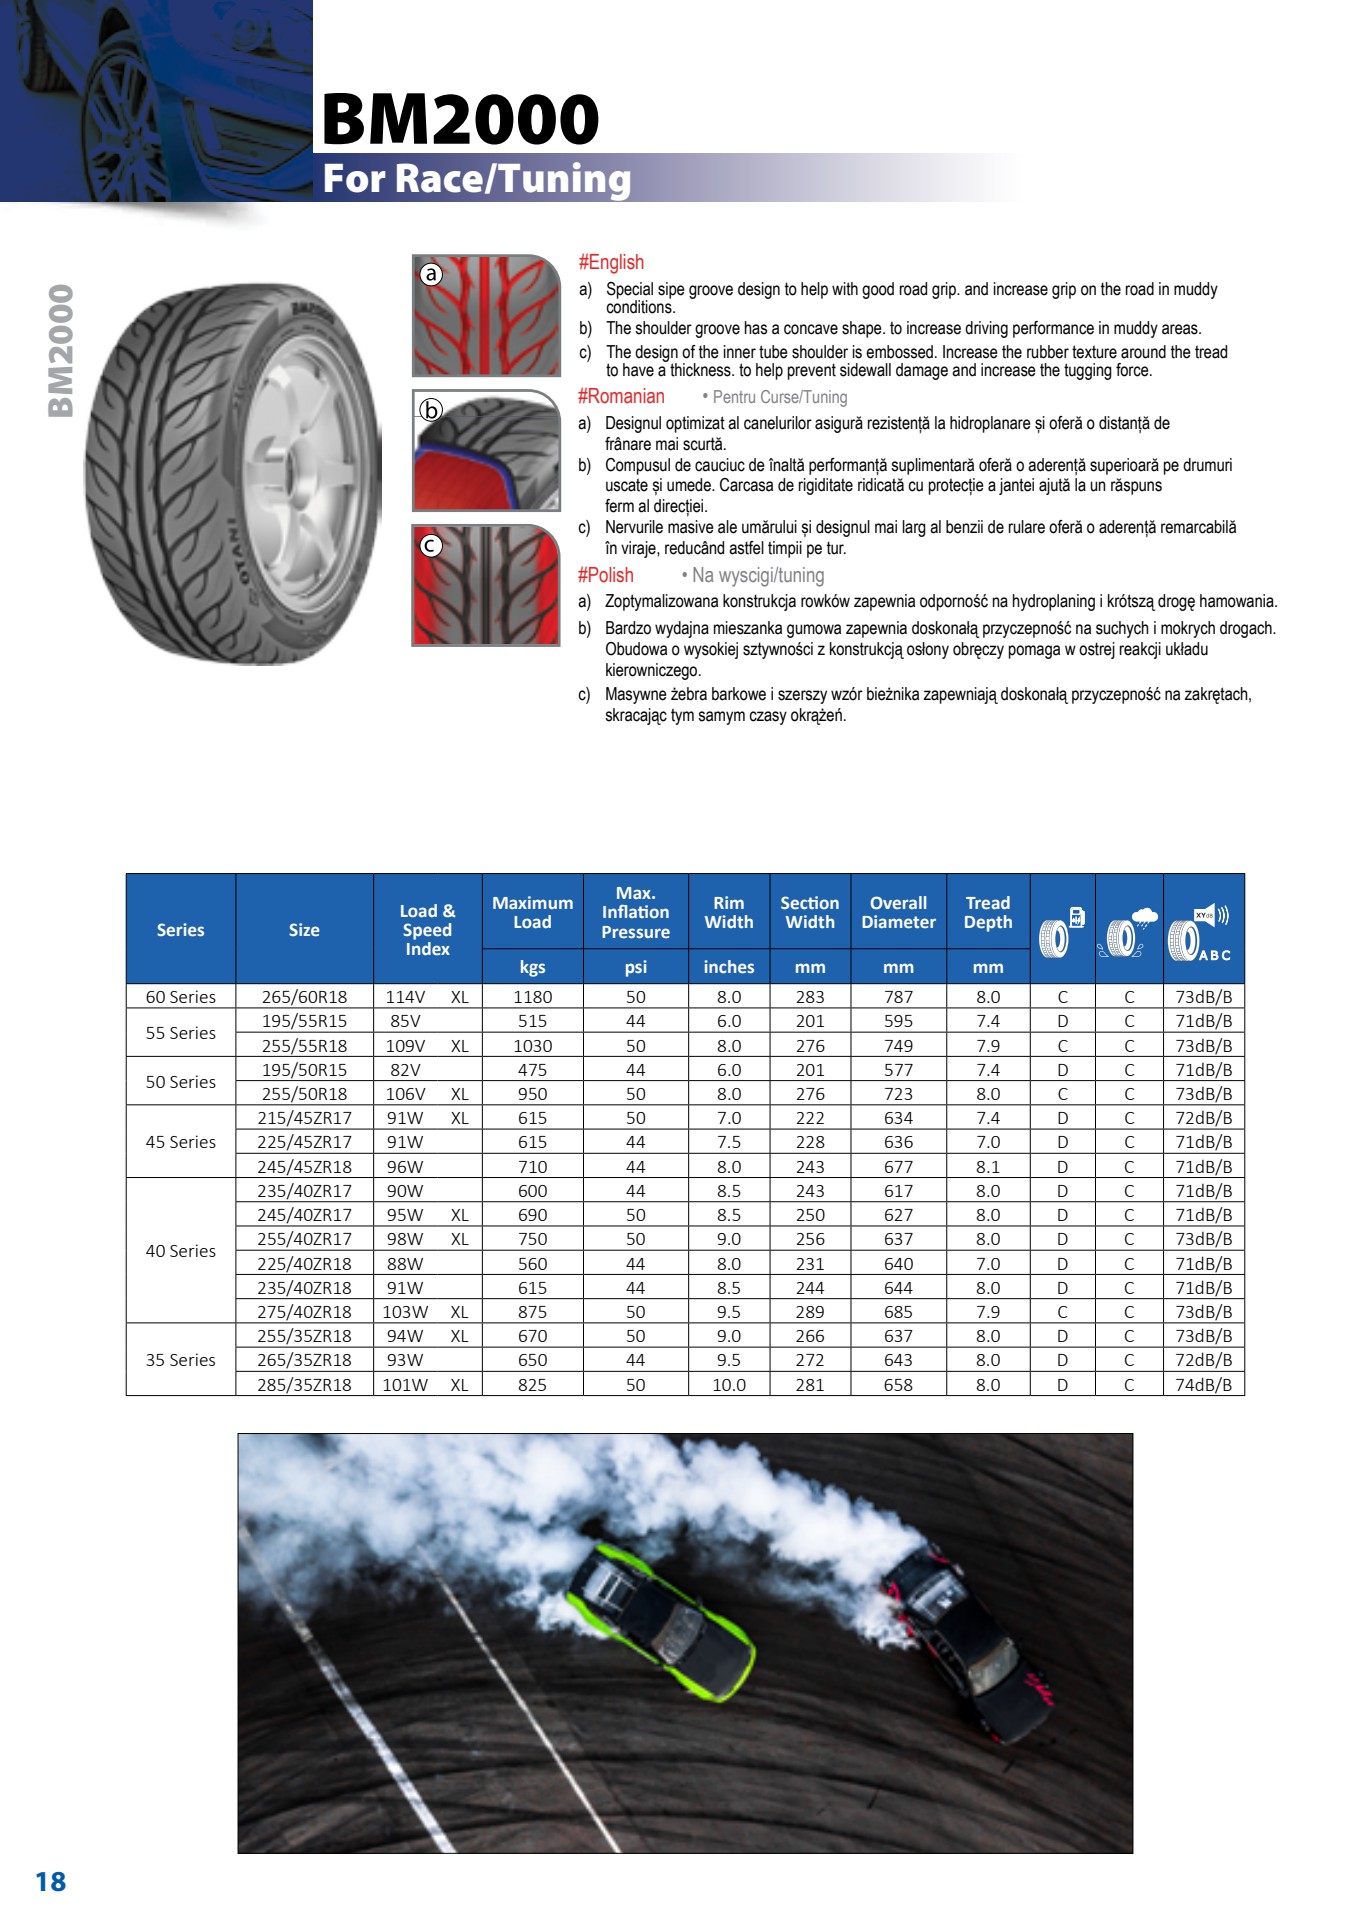 BM2000
For Race/Tuning
BM2000
BM2000
OTANI
a
b
c
#English
a) Special sipe groove design to help with good road grip. and increase grip on the road in muddy
conditions.
b) The shoulder groove has a concave shape. to increase driving performance in muddy areas.
c) The design of the inner tube shoulder is embossed. Increase the rubber texture around the tread
to have a thickness. to help prevent sidewall damage and increase the tugging force.
#Romanian • Pentru Curse/Tuning
a) Designul optimizat al canelurilor asigură rezistență la hidroplanare și oferă o distanță de
frânare mai scurtă.
b) Compusul de cauciuc de înaltă performanță suplimentară oferă o aderență superioară pe drumuri
uscate și umede. Carcasa de rigiditate ridicată cu protecție a jantei ajută la un răspuns
ferm al direcției.
c) Nervurile masive ale umărului și designul mai larg al benzii de rulare oferă o aderență remarcabilă
în viraje, reducând astfel timpii pe tur.
#Polish • Na wyscigi/tuning
a) Zoptymalizowana konstrukcja rowków zapewnia odporność na hydroplaning i krótszą drogę hamowania.
b) Bardzo wydajna mieszanka gumowa zapewnia doskonałą przyczepność na suchych i mokrych drogach.
Obudowa o wysokiej sztywności z konstrukcją osłony obręczy pomaga w ostrej reakcji układu
kierowniczego.
c) Masywne żebra barkowe i szerszy wzór bieżnika zapewniają doskonałą przyczepność na zakrętach,
skracając tym samym czasy okrążeń.
Series Size Load & Speed Index Maximum Load Max. Inflation Pressure Rim Width Section Width Overall Diameter Tread Depth XYdB ABC
kgs psi inches mm mm mm
60 Series 265/60R18 114V XL 1180 50 8.0 283 787 8.0 C C 73dB/B
55 Series 195/55R15 85V 515 44 6.0 201 595 7.4 D C 71dB/B
255/55R18 109V XL 1030 50 8.0 276 749 7.9 C C 73dB/B
50 Series 195/50R15 82V 475 44 6.0 201 577 7.4 D C 71dB/B
255/50R18 106V XL 950 50 8.0 276 723 8.0 C C 73dB/B
45 Series 215/45ZR17 91W XL 615 50 7.0 222 634 7.4 D C 72dB/B
225/45ZR17 91W 615 44 7.5 228 636 7.0 D C 71dB/B
245/45ZR18 96W 710 44 8.0 243 677 8.1 D C 71dB/B
40 Series 235/40ZR17 90W 600 44 8.5 243 617 8.0 D C 71dB/B
245/40ZR17 95W XL 690 50 8.5 250 627 8.0 D C 71dB/B
255/40ZR17 98W XL 750 50 9.0 256 637 8.0 D C 73dB/B
225/40ZR18 88W 560 44 8.0 231 640 7.0 D C 71dB/B
235/40ZR18 91W 615 44 8.5 244 644 8.0 D C 71dB/B
275/40ZR18 103W XL 875 50 9.5 289 685 7.9 C C 73dB/B
35 Series 255/35ZR18 94W XL 670 50 9.0 266 637 8.0 D C 73dB/B
265/35ZR18 93W 650 44 9.5 272 643 8.0 D C 72dB/B
285/35ZR18 101W XL 825 50 10.0 281 658 8.0 D C 74dB/B
18